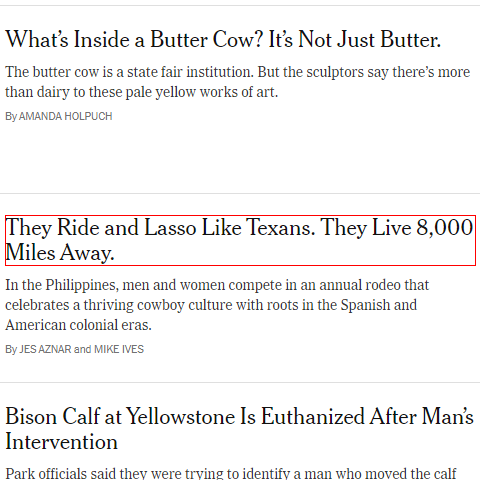 What’s Inside a Butter Cow? It’s Not Just Butter.
The butter cow is a state fair institution. But the sculptors say there’s more
than dairy to these pale yellow works of art.
By AMANDA HOLPUCH
They Ride and Lasso Like Texans. They Live 8,000
Miles Away.
In the Philippines, men and women compete in an annual rodeo that
celebrates a thriving cowboy culture with roots in the Spanish and
American colonial eras.
By JES AZNAR and MIKE IVES
Bison Calf at Yellowstone Is Euthanized After Man’s
Intervention
Park officials said they were trying to identify a man who moved the calf